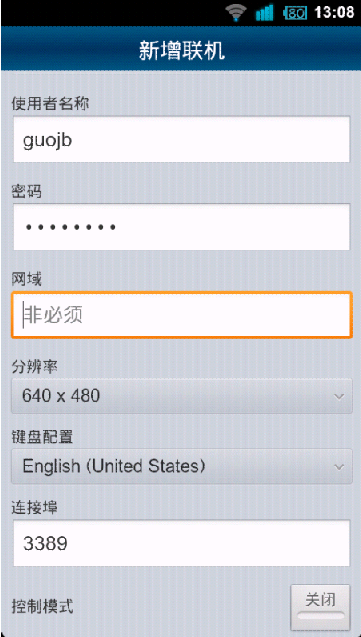 80 13:08
新增联机
使用者名称
guojb
密码
••••••••
网域
非必须
分辨率
640 x 480
键盘配置
English (United States)
连接埠
3389
控制模式
关闭